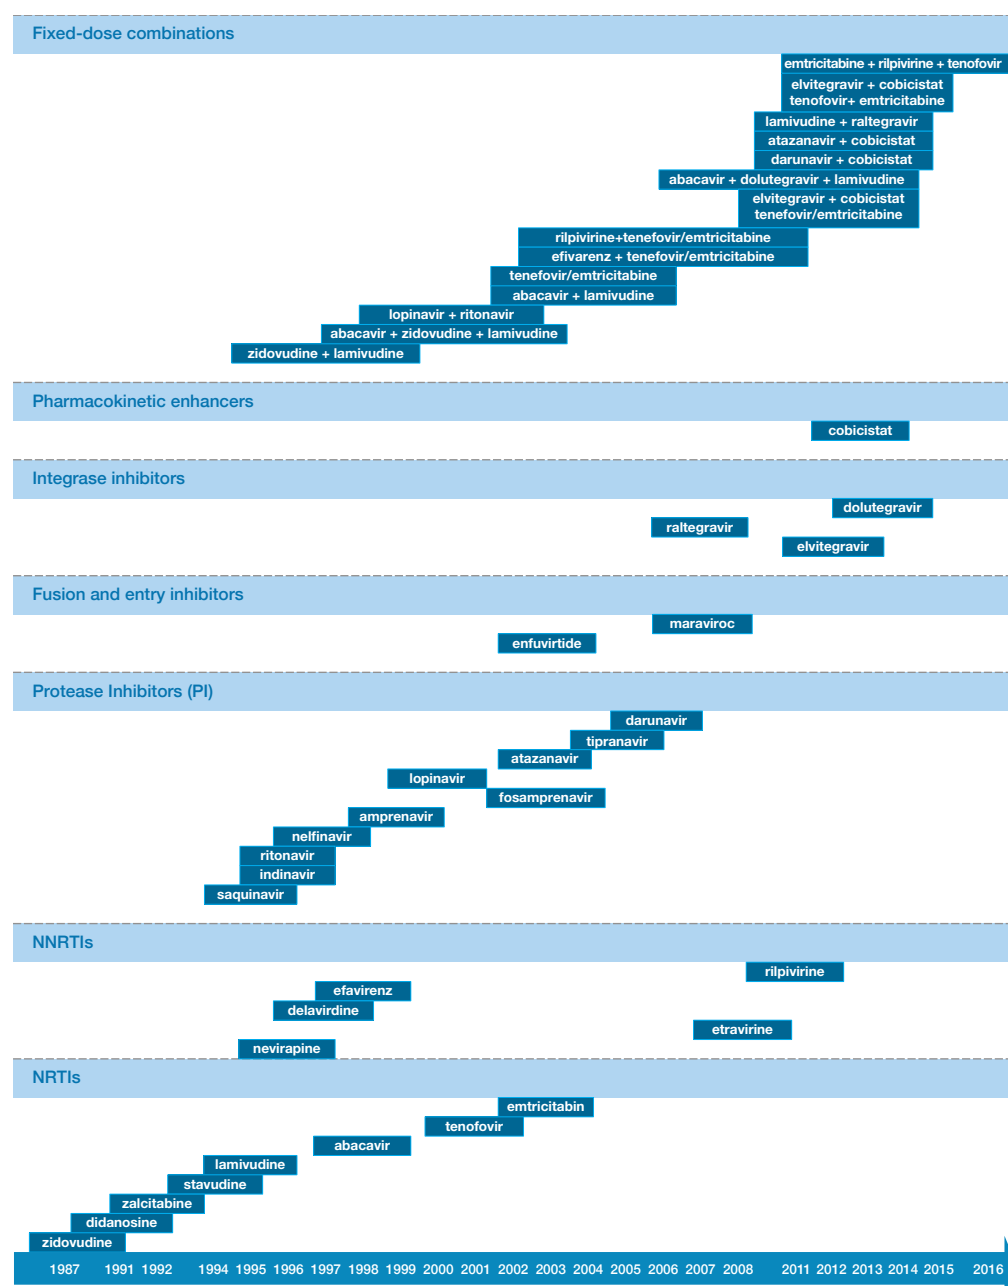 Fixed-dose combinations
emtricitabine + rilpivirine + tenofovir
elvitegravir + cobicistat
tenofovir+ emtricitabine
lamivudine + raltegravir
atazanavir + cobicistat
darunavir + cobicistat
abacavir + dolutegravir + lamivudine
elvitegravir + cobicistat
tenefovir/emtricitabine
rilpivirine+tenefovir/emtricitabine
efivarenz + tenefovir/emtricitabine
tenefovir/emtricitabine
abacavir + lamivudine
lopinavir + ritonavir
abacavir + zidovudine + lamivudine
zidovudine + lamivudine
Pharmacokinetic enhancers
cobicistat
Integrase inhibitors
dolutegravir
raltegravir
elvitegravir
Fusion and entry inhibitors
maraviroc
enfuvirtide
Protease Inhibitors (PI)
darunavir
tipranavir
atazanavir
lopinavir
fosamprenavir
amprenavir
nelfinavir
ritonavir
indinavir
saquinavir
NNRTIs
rilpivirine
efavirenz
delavirdine
etravirine
nevirapine
NRTIs
emtricitabin
tenofovir
abacavir
lamivudine
stavudine
zalcitabine
didanosine
zidovudine
1987 1991 1992 1994 1995 1996 1997 1998 1999 2000 2001 2002 2003 2004 2005 2006 2007 2008 2011 2012 2013 2014 2015 2016